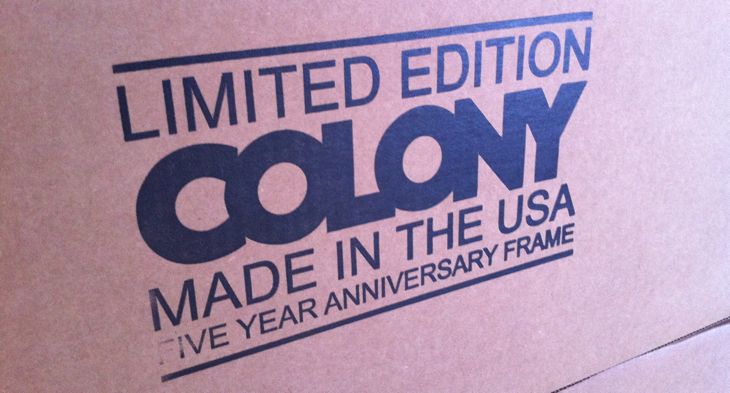 LIMITED EDITION
COLONY
MADE IN THE USA
FIVE YEAR ANNIVERSARY FRAME